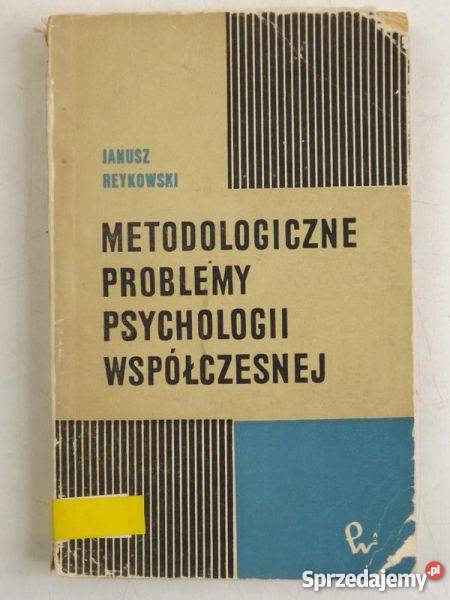 JANUSZ
REYKOWSKI
METODOLOGICZNE
PROBLEMY
PSYCHOLOGII
WSPÓŁCZESNEJ
Sprzedajemy.pl